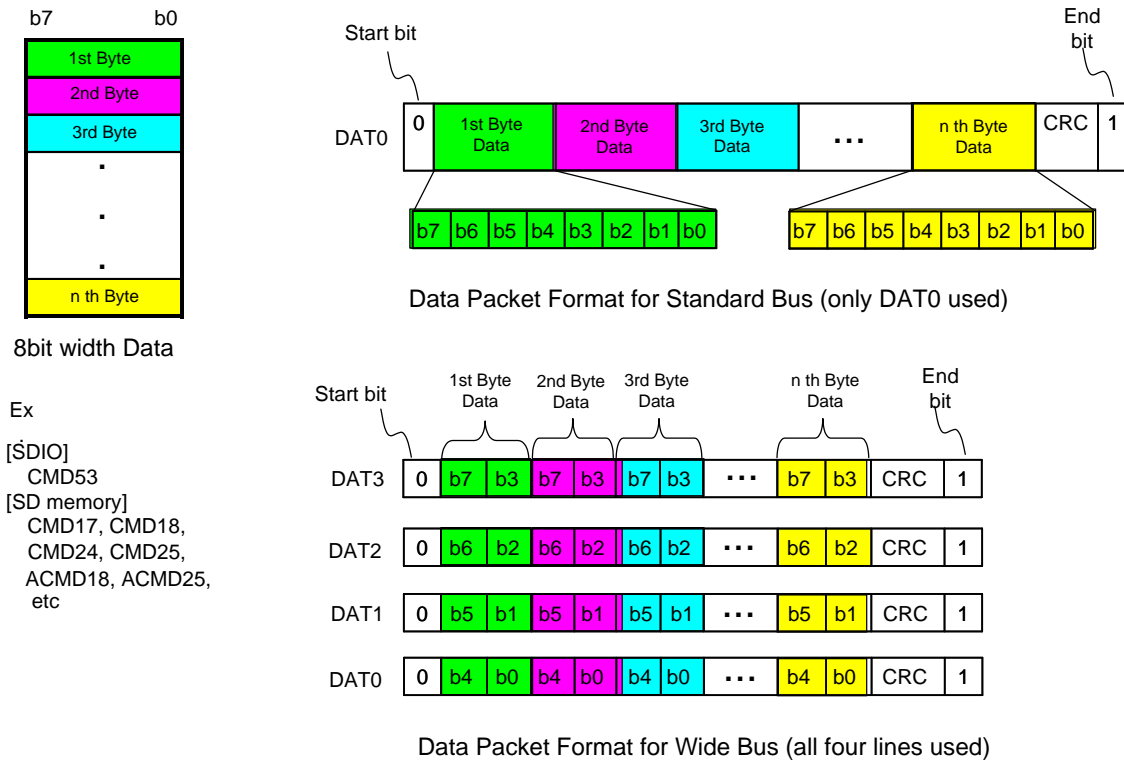 b7 b0
1st Byte
2nd Byte
3rd Byte
.
.
.
n th Byte
8bit width Data
Ex
.
[SDIO]
CMD53
[SD memory]
CMD17, CMD18,
CMD24, CMD25,
ACMD18, ACMD25,
etc
Start bit
End
bit
DAT0 0 1st Byte Data 2nd Byte Data 3rd Byte Data ... n th Byte Data CRC 1
b7 b6 b5 b4 b3 b2 b1 b0 b7 b6 b5 b4 b3 b2 b1 b0
Data Packet Format for Standard Bus (only DAT0 used)
Start bit
1st Byte Data
2nd Byte Data
3rd Byte Data
n th Byte Data
End
bit
DAT3 0 b7 b3 b7 b3 b7 b3 ... b7 b3 CRC 1
DAT2 0 b6 b2 b6 b2 b6 b2 ... b6 b2 CRC 1
DAT1 0 b5 b1 b5 b1 b5 b1 ... b5 b1 CRC 1
DAT0 0 b4 b0 b4 b0 b4 b0 ... b4 b0 CRC 1
Data Packet Format for Wide Bus (all four lines used)